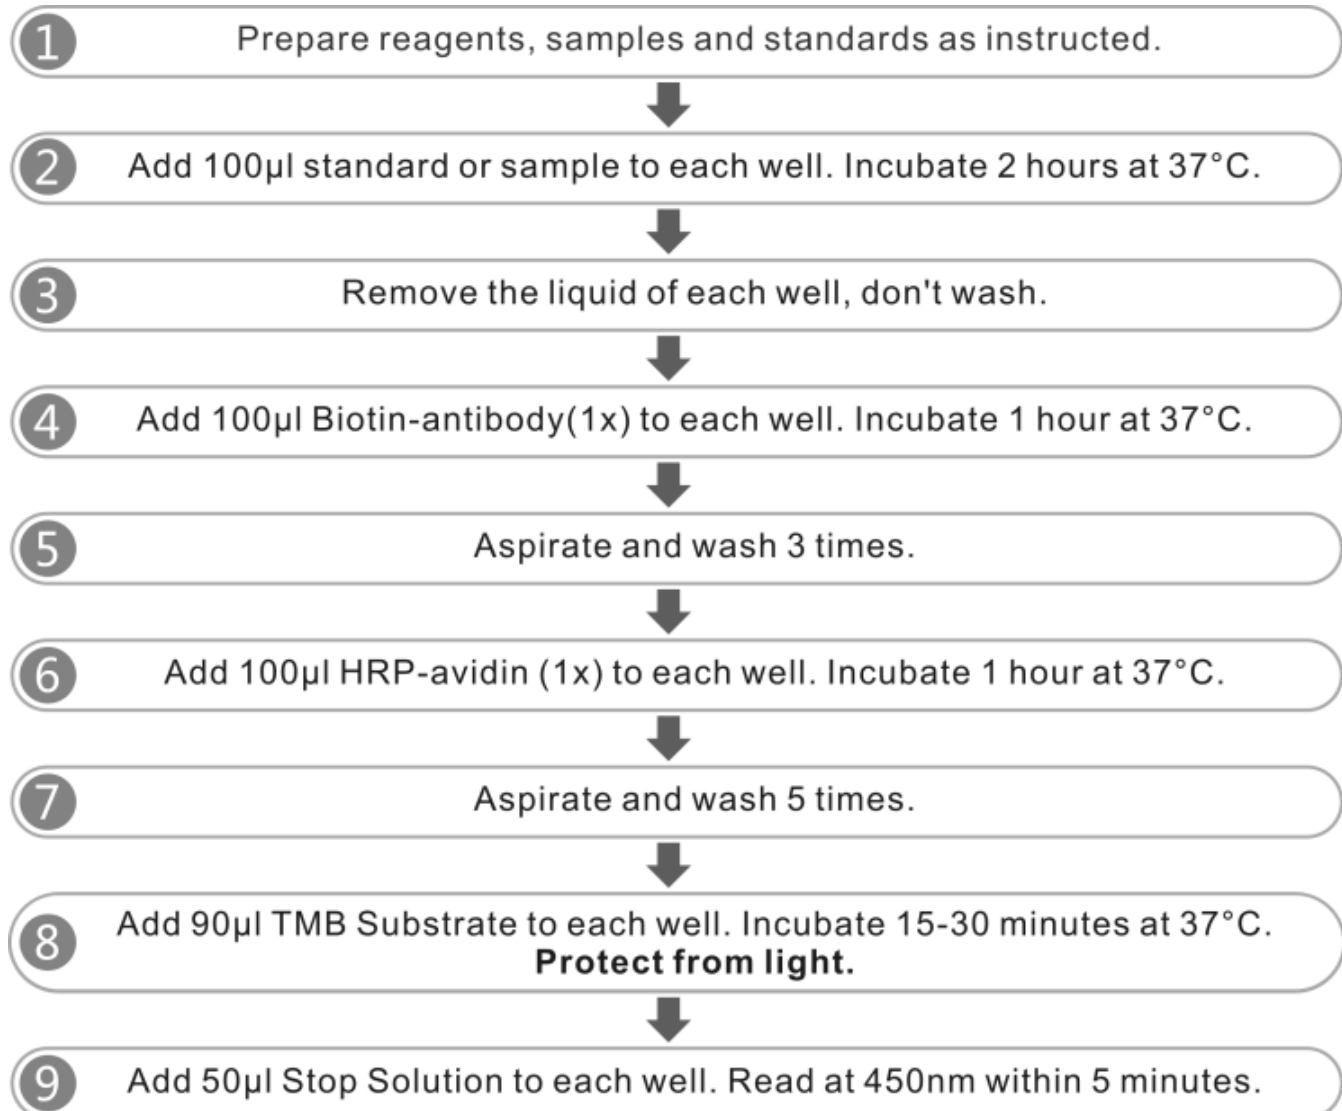 1 Prepare reagents, samples and standards as instructed.
2 Add 100µl standard or sample to each well. Incubate 2 hours at 37°C.
3 Remove the liquid of each well, don't wash.
4 Add 100µl Biotin-antibody(1x) to each well. Incubate 1 hour at 37°C.
5 Aspirate and wash 3 times.
6 Add 100µl HRP-avidin (1x) to each well. Incubate 1 hour at 37°C.
7 Aspirate and wash 5 times.
8 Add 90µl TMB Substrate to each well. Incubate 15-30 minutes at 37°C.
Protect from light.
9 Add 50µl Stop Solution to each well. Read at 450nm within 5 minutes.